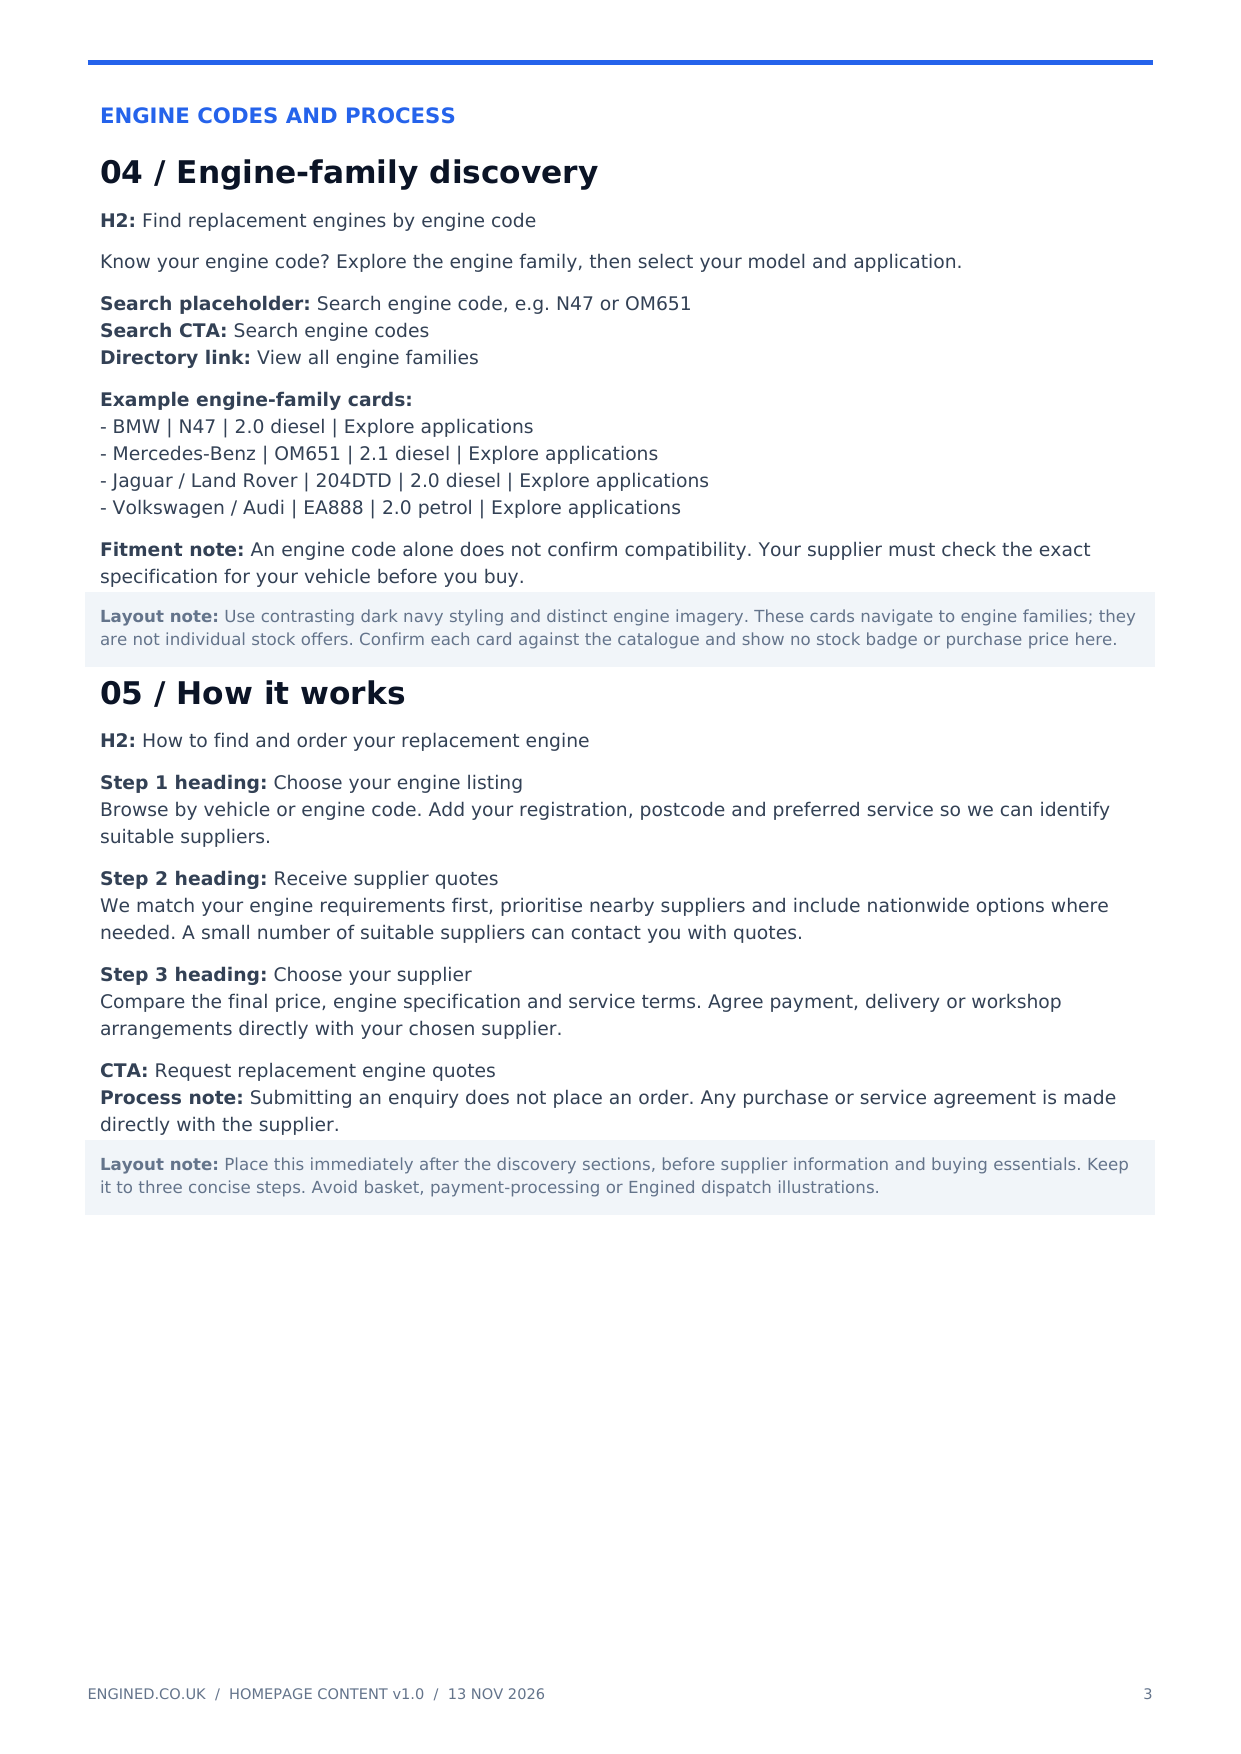 ENGINE CODES AND PROCESS
04 / Engine-family discovery
H2: Find replacement engines by engine code
Know your engine code? Explore the engine family, then select your model and application.
Search placeholder: Search engine code, e.g. N47 or OM651
Search CTA: Search engine codes
Directory link: View all engine families
Example engine-family cards:
- BMW | N47 | 2.0 diesel | Explore applications
- Mercedes-Benz | OM651 | 2.1 diesel | Explore applications
- Jaguar / Land Rover | 204DTD | 2.0 diesel | Explore applications
- Volkswagen / Audi | EA888 | 2.0 petrol | Explore applications
Fitment note: An engine code alone does not confirm compatibility. Your supplier must check the exact
specification for your vehicle before you buy.
Layout note: Use contrasting dark navy styling and distinct engine imagery. These cards navigate to engine families; they
are not individual stock offers. Confirm each card against the catalogue and show no stock badge or purchase price here.
05 / How it works
H2: How to find and order your replacement engine
Step 1 heading: Choose your engine listing
Browse by vehicle or engine code. Add your registration, postcode and preferred service so we can identify
suitable suppliers.
Step 2 heading: Receive supplier quotes
We match your engine requirements first, prioritise nearby suppliers and include nationwide options where
needed. A small number of suitable suppliers can contact you with quotes.
Step 3 heading: Choose your supplier
Compare the final price, engine specification and service terms. Agree payment, delivery or workshop
arrangements directly with your chosen supplier.
CTA: Request replacement engine quotes
Process note: Submitting an enquiry does not place an order. Any purchase or service agreement is made
directly with the supplier.
Layout note: Place this immediately after the discovery sections, before supplier information and buying essentials. Keep
it to three concise steps. Avoid basket, payment-processing or Engined dispatch illustrations.
ENGINED.CO.UK / HOMEPAGE CONTENT v1.0 / 13 NOV 2026
3